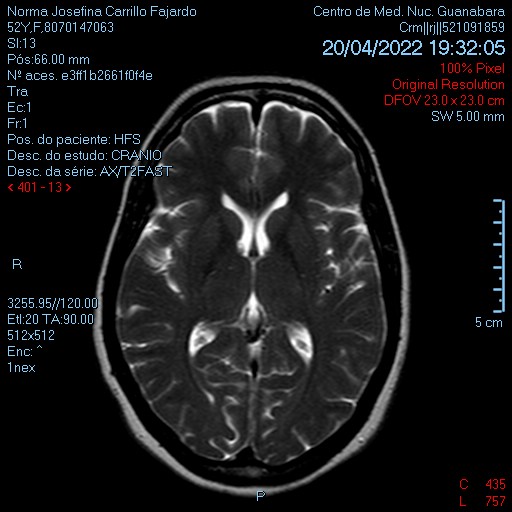 Norma Josefina Carrillo Fajardo
52Y,F,8070147063
Sl:13
Pós:66.00 mm
Nº aces. e3ff1b2661f0f4e
Tra
Ec:1
Fr:1
Pos. do paciente: HFS
Desc. do estudo: CRANIO
Desc. da série: AX/T2FAST
< 401 - 13 >
Centro de Med. Nuc. Guanabara
Crm||rj||521091859
20/04/2022 19:32:05
100% Pixel
Original Resolution
DFOV 23.0 x 23.0 cm
SW 5.00 mm
R
5 cm
3255.95//120.00
Etl:20 TA:90.00
512x512
Enc: ^
1nex
P
C 435
L 757